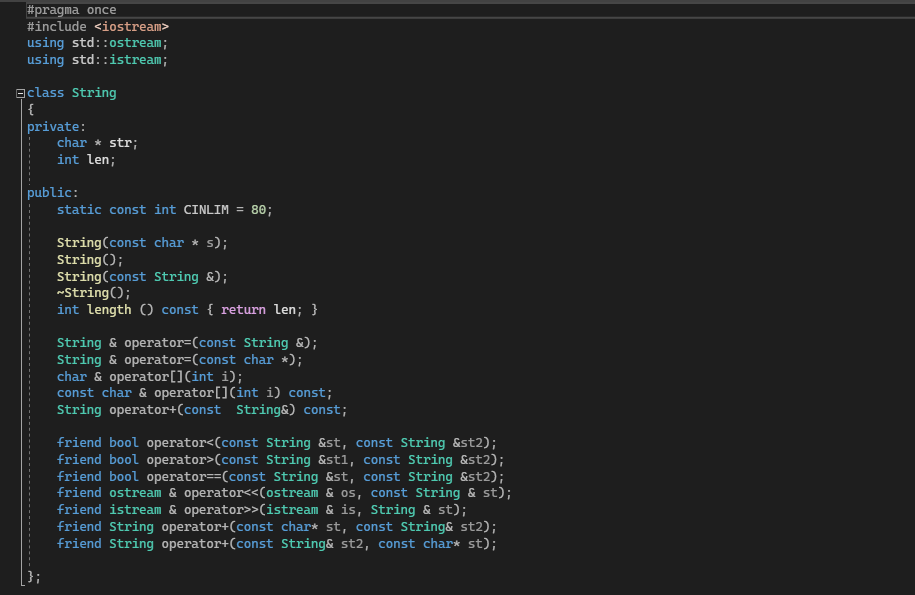 #pragma once
#include <iostream>
using std::ostream;
using std::istream;
class String
{
private:
char * str;
int len;
public:
static const int CINLIM = 80;
String(const char * s);
String();
String(const String &);
~String();
int length () const { return len; }
String & operator=(const String &);
String & operator=(const char *);
char & operator[](int i);
const char & operator[](int i) const;
String operator+(const  String&) const;
friend bool operator<(const String &st, const String &st2);
friend bool operator>(const String &st1, const String &st2);
friend bool operator==(const String &st, const String &st2);
friend ostream & operator<<(ostream & os, const String & st);
friend istream & operator>>(istream & is, String & st);
friend String operator+(const char* st, const String& st2);
friend String operator+(const String& st2, const char* st);
};